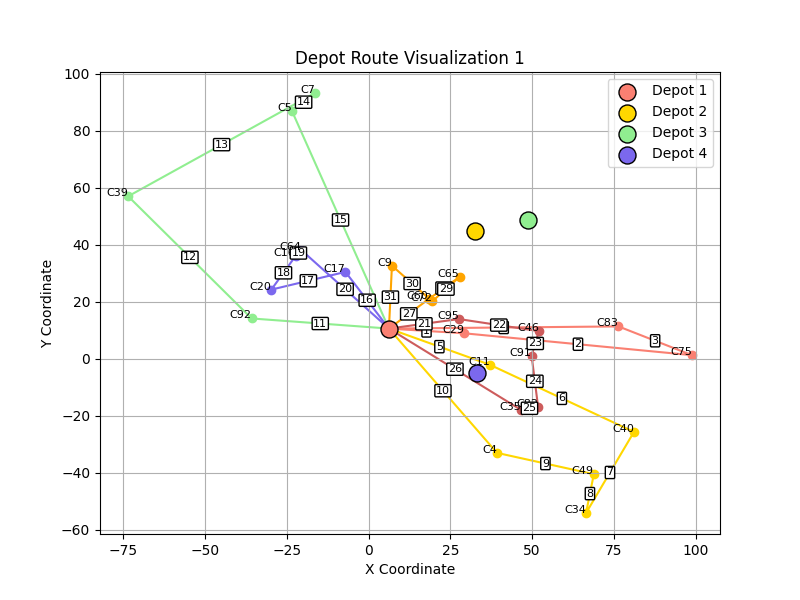 Depot Route Visualization 1
Depot 1
Depot 2
Depot 3
Depot 4
100
80
60
40
20
0
−20
−40
−60
−75
−50
−25
0
25
50
75
100
X Coordinate
Y Coordinate
C7
14
C5
13
C39
15
12
C64
19
C17
18
C20
17
20
16
C92
11
C9
30
31
C65
29
27
C95
21
C29
22
C46
C83
23
3
2
C75
C91
5
26
C11
24
10
6
25
C35
C40
C4
9
C49
7
8
C34